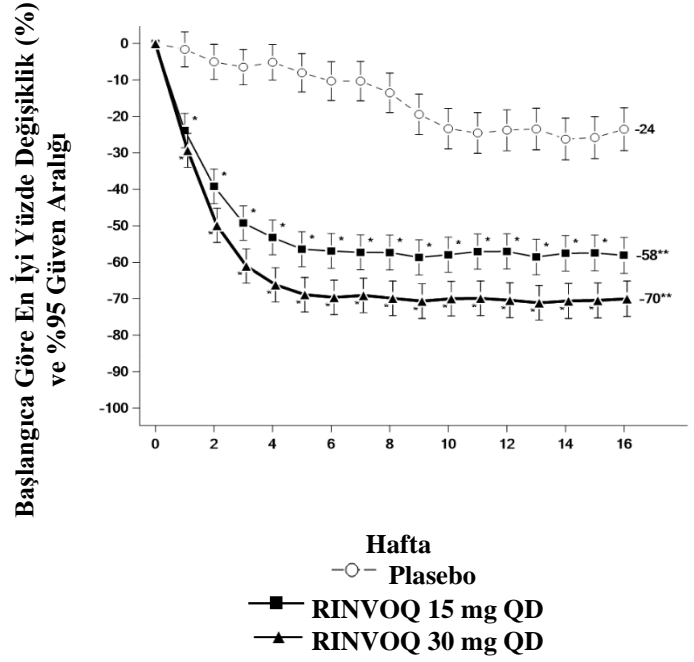 Başlangıca Göre En İyi Yüzde Değişiklik (%)
ve %95 Güven Aralığı
0
-10
-20
-30
-40
-50
-60
-70
-80
-90
-100
-24
-58**
-70**
0 2 4 6 8 10 12 14 16
Hafta
Plasebo
RINVOQ 15 mg QD
RINVOQ 30 mg QD